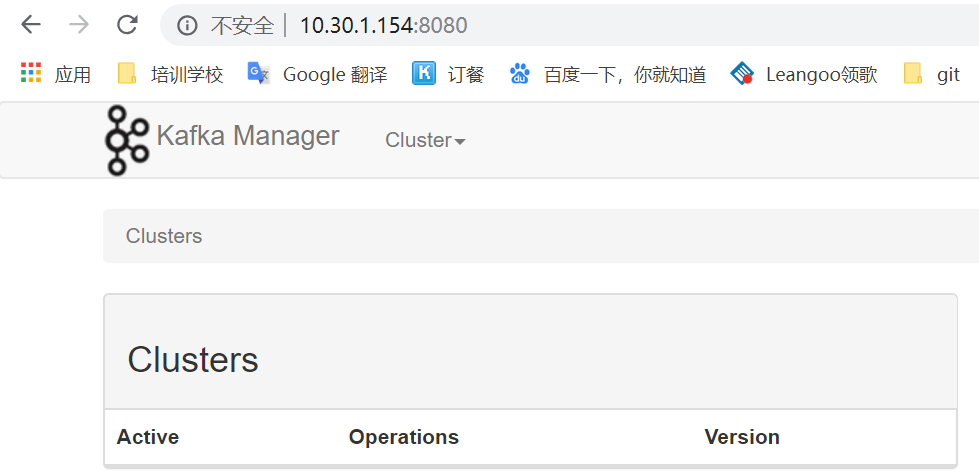 不安全 10.30.1.154:8080
应用 培训学校 Google 翻译 K 订餐 百度一下，你就知道 Leangoo领歌 git
Kafka Manager Cluster
Clusters
Clusters
Active Operations Version